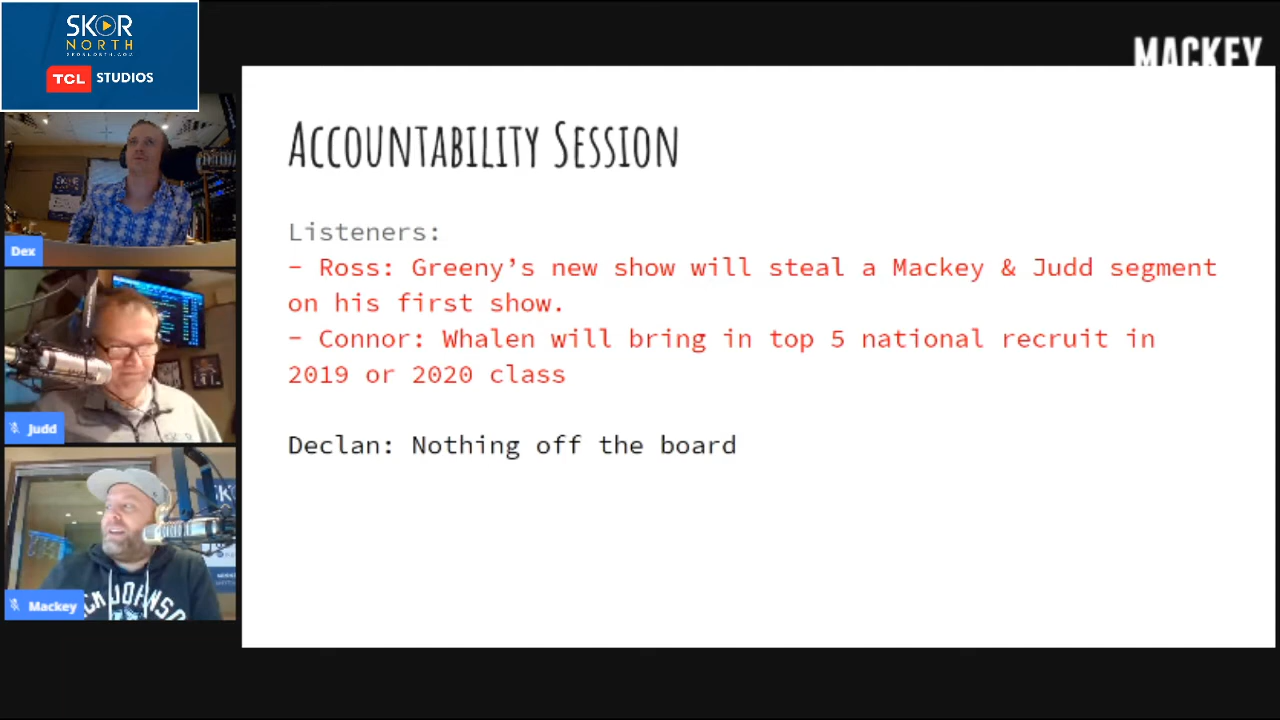 SKOR
NORTH
SKORNORTH.COM
TCL STUDIOS
MACKEY
Accountability Session
Listeners:
- Ross: Greeny's new show will steal a Mackey & Judd segment
on his first show.
- Connor: Whalen will bring in top 5 national recruit in
2019 or 2020 class
Declan: Nothing off the board
Dex
Judd
Mackey